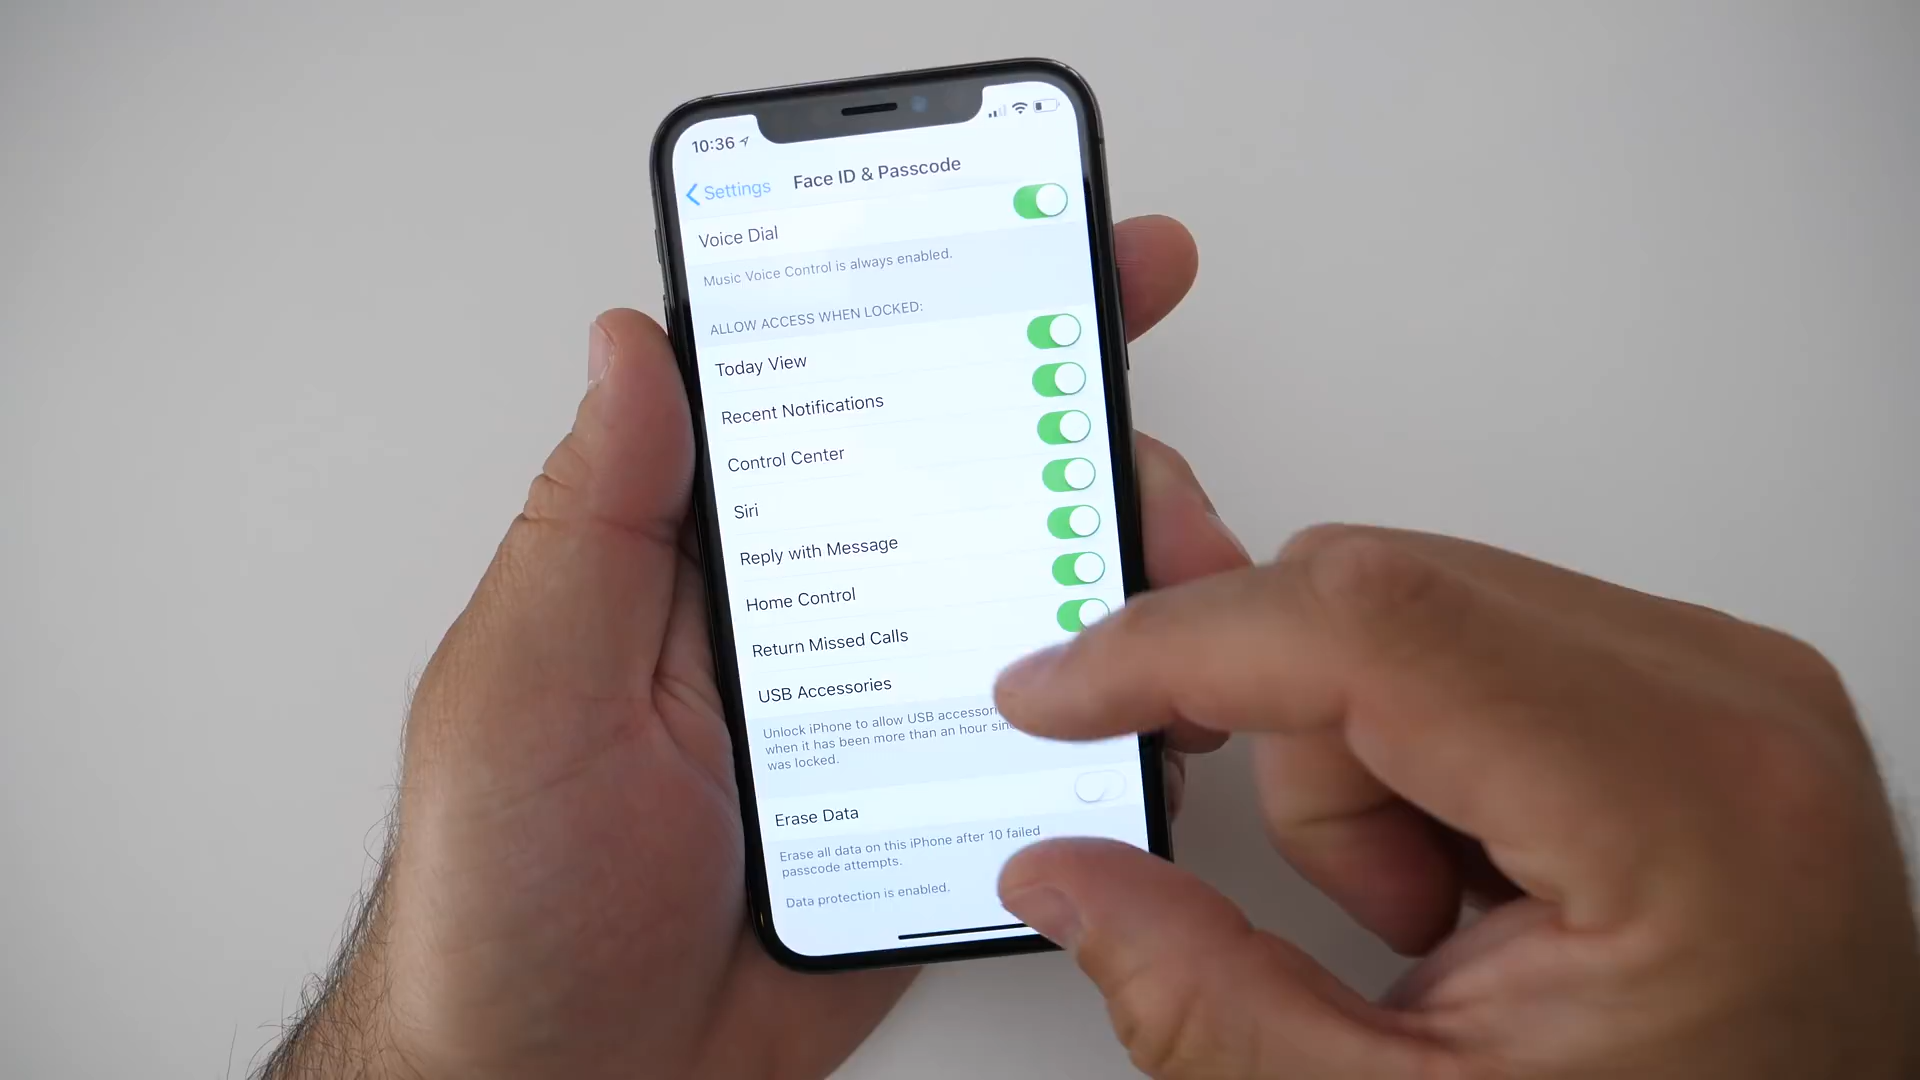 10:36
Settings
Face ID & Passcode
Voice Dial
Music Voice Control is always enabled.
ALLOW ACCESS WHEN LOCKED:
Today View
Recent Notifications
Control Center
Siri
Reply with Message
Home Control
Return Missed Calls
USB Accessories
Unlock iPhone to allow USB
when it has been more than an hour
was locked.
Erase Data
Erase all data on this iPhone after 10 failed
passcode attempts.
Data protection is enabled.